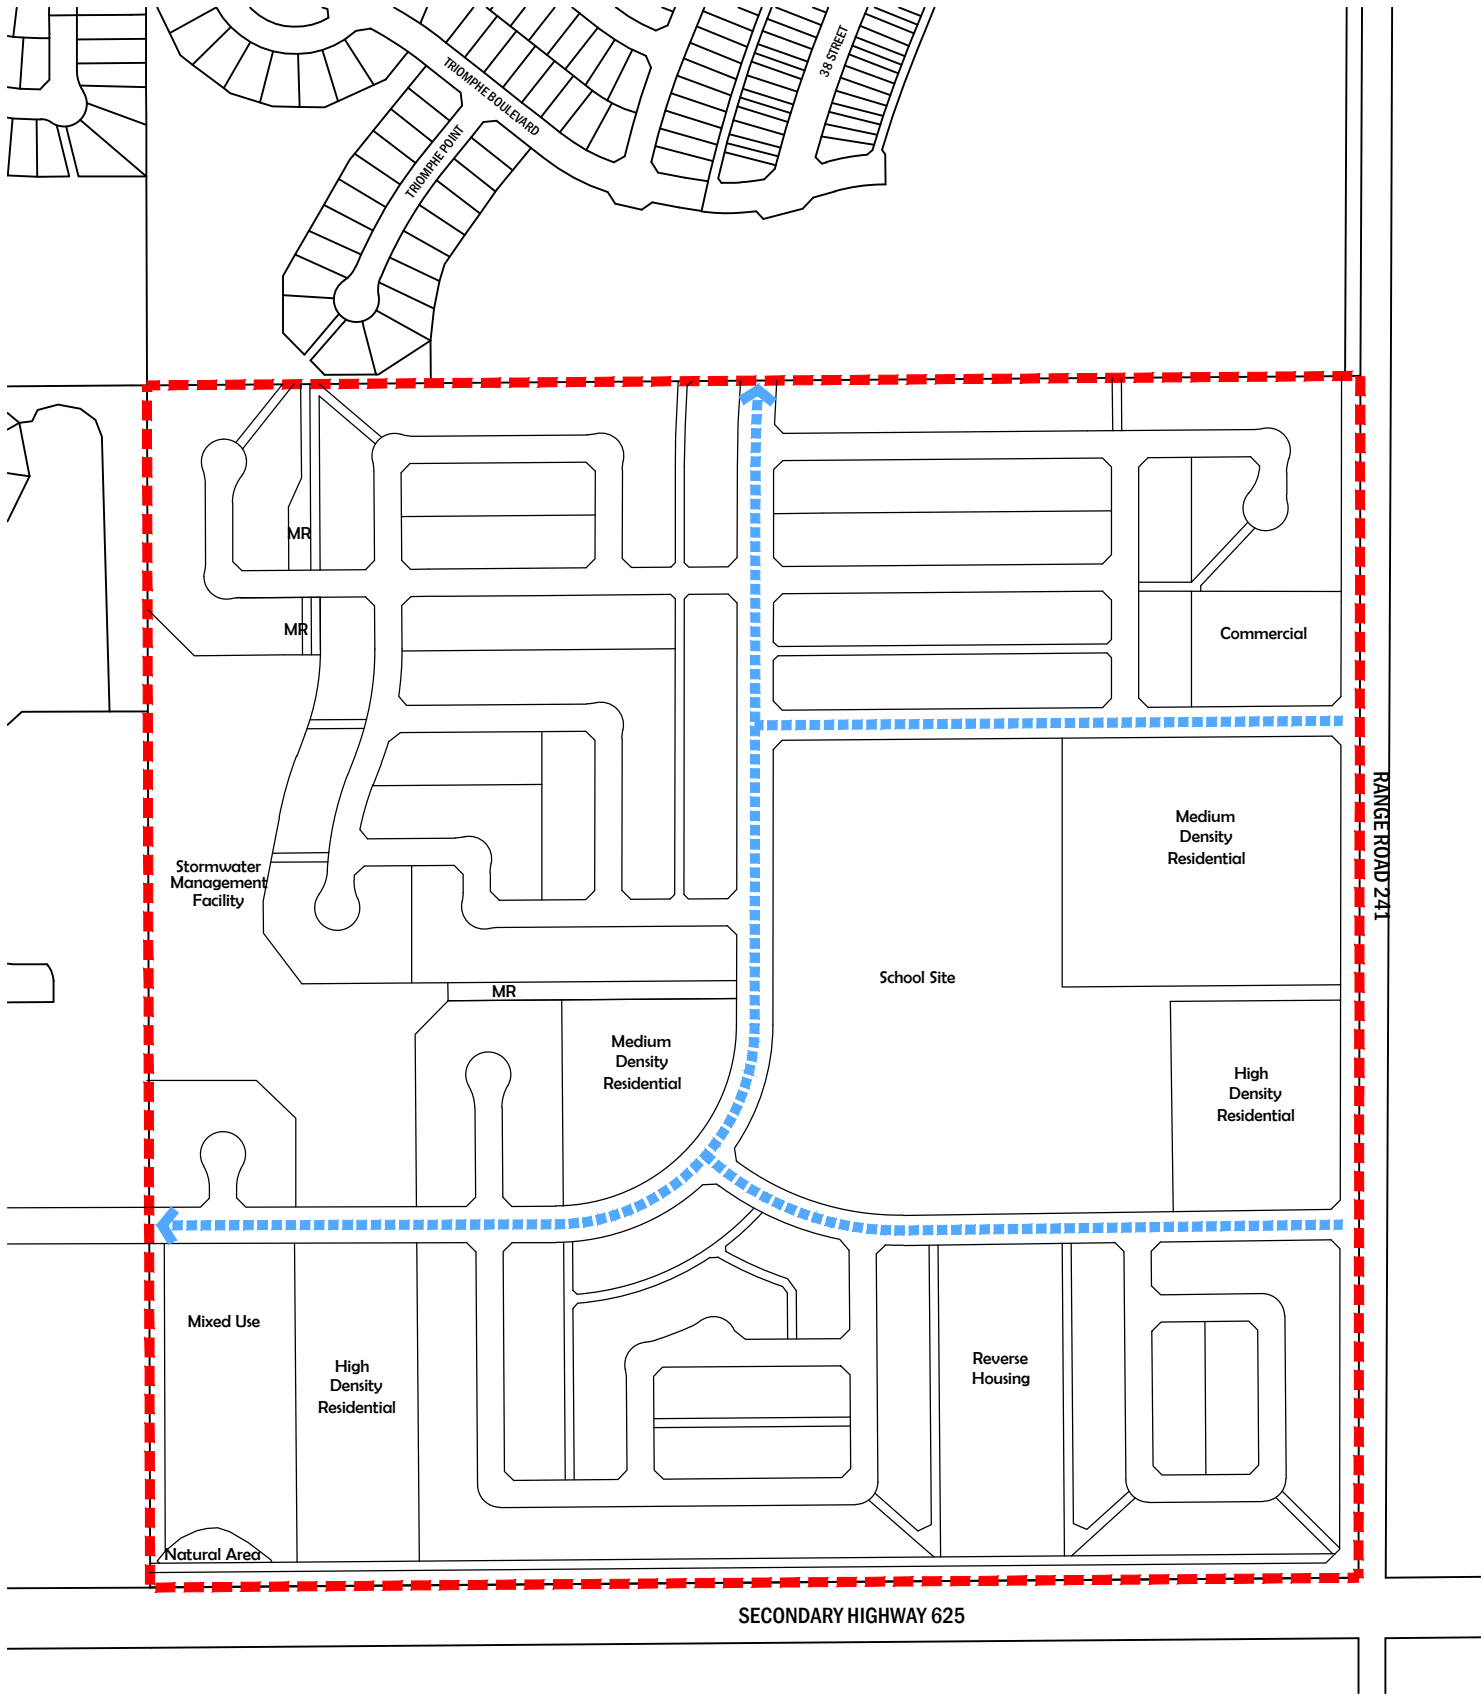 38 STREET
TRIOMPHE BOULEVARD
TRIOMPHE POINT
MR
MR
Commercial
RANGE ROAD 241
Medium
Density
Residential
Stormwater
Management
Facility
School Site
MR
Medium
Density
Residential
High
Density
Residential
Mixed Use
High
Density
Residential
Reverse
Housing
Natural Area
SECONDARY HIGHWAY 625